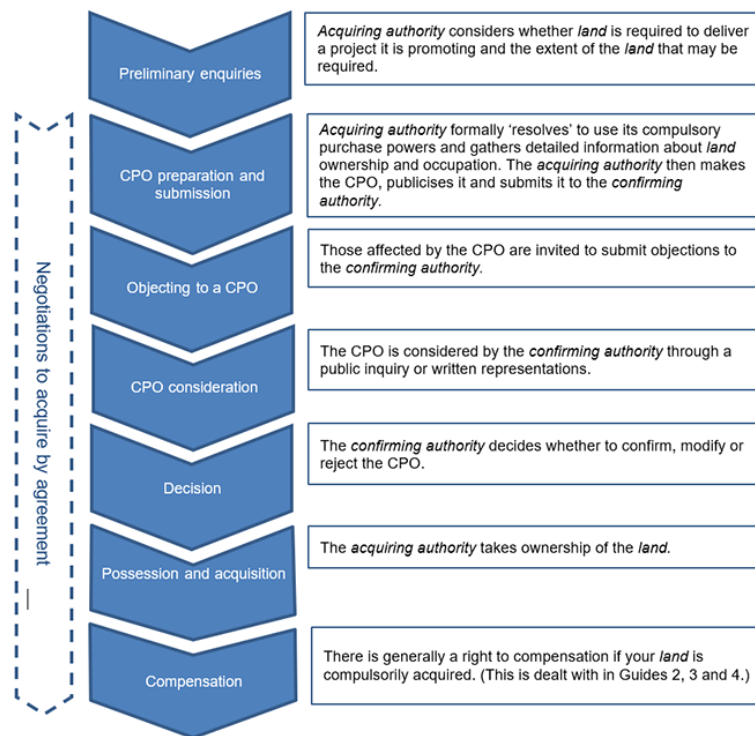 Preliminary enquiries
Acquiring authority considers whether land is required to deliver
a project it is promoting and the extent of the land that may be
required.
Negotiations to acquire by agreement
CPO preparation and
submission
Acquiring authority formally ‘resolves’ to use its compulsory
purchase powers and gathers detailed information about land
ownership and occupation. The acquiring authority then makes
the CPO, publicises it and submits it to the confirming
authority.
Objecting to a CPO
Those affected by the CPO are invited to submit objections to
the confirming authority.
CPO consideration
The CPO is considered by the confirming authority through a
public inquiry or written representations.
Decision
The confirming authority decides whether to confirm, modify or
reject the CPO.
Possession and acquisition
The acquiring authority takes ownership of the land.
Compensation
There is generally a right to compensation if your land is
compulsorily acquired. (This is dealt with in Guides 2, 3 and 4.)